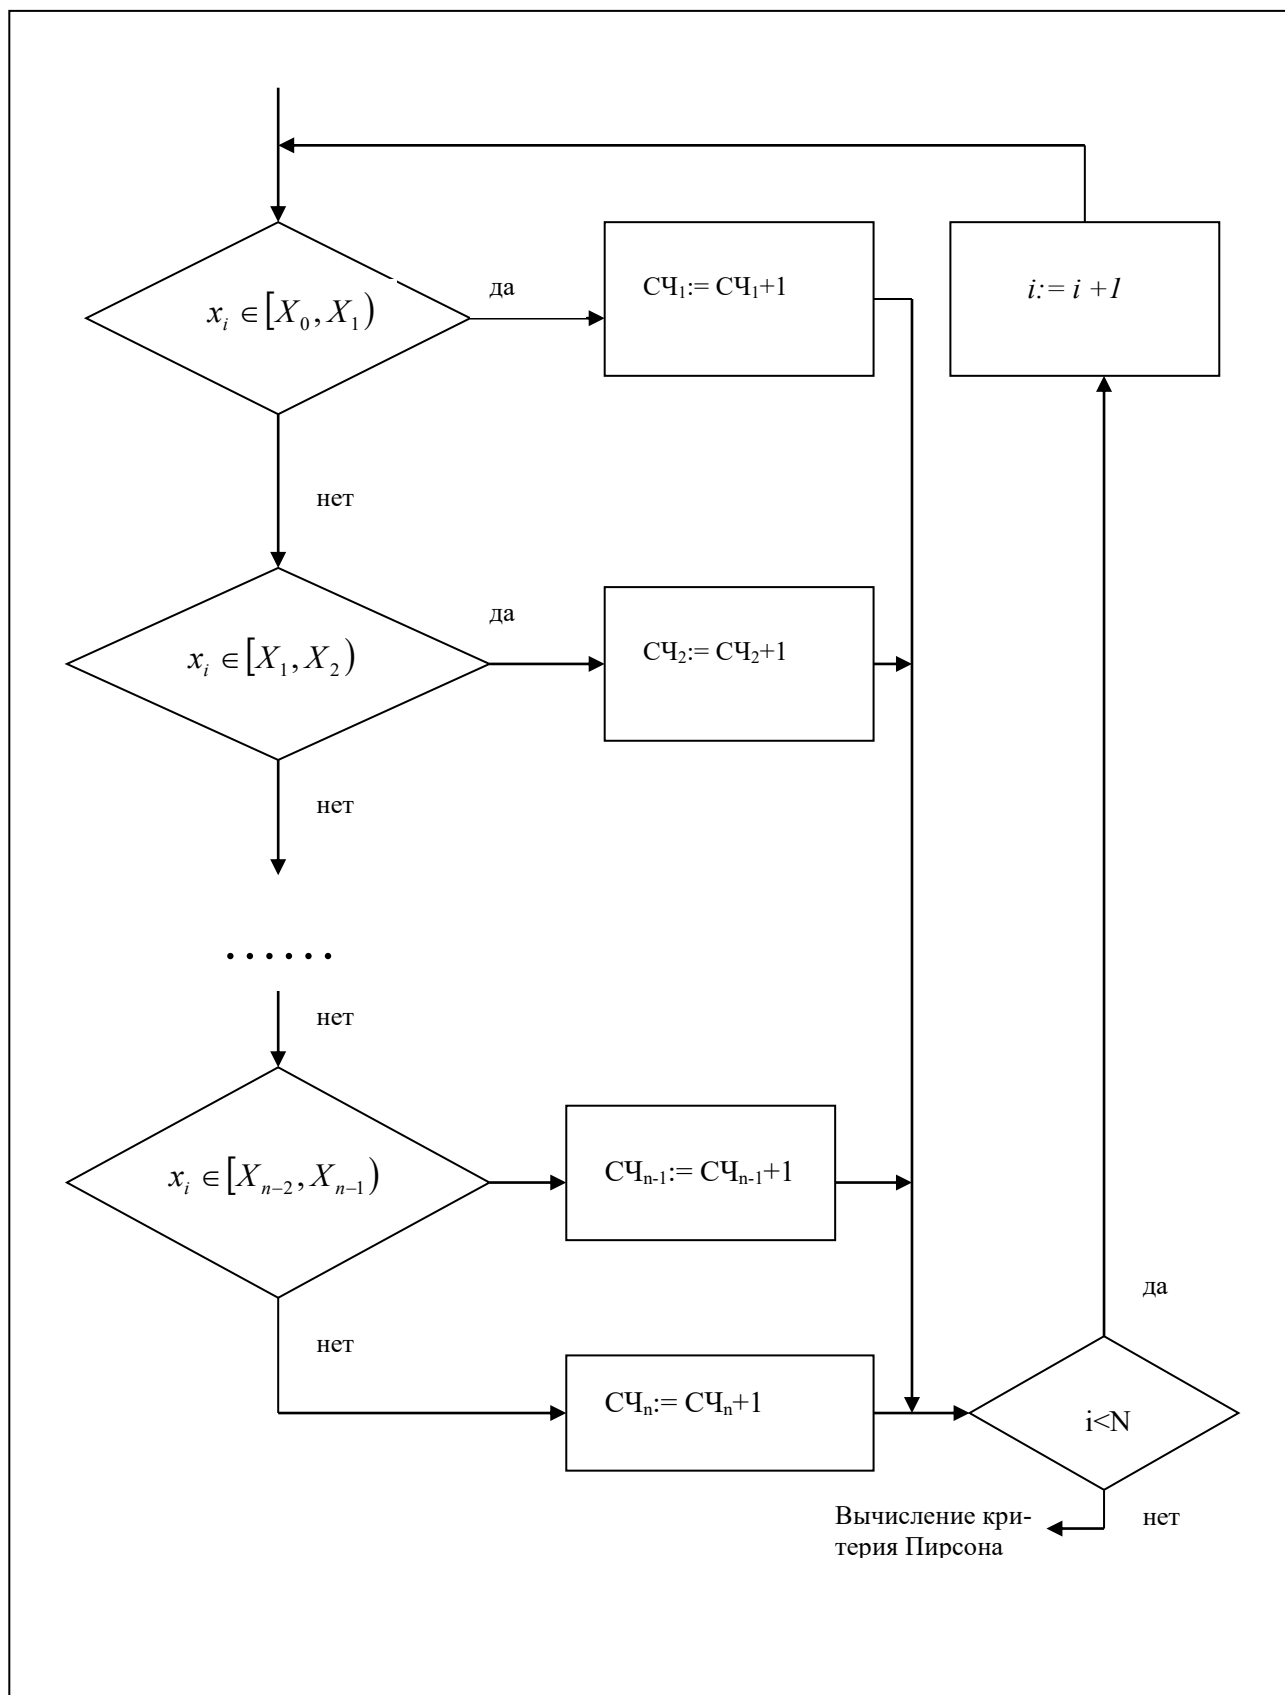 да
xᵢ ∈ [X₀, X₁)
СЧ₁:= СЧ₁+1
i:= i +1
нет
да
xᵢ ∈ [X₁, X₂)
СЧ₂:= СЧ₂+1
нет
......
нет
xᵢ ∈ [Xₙ₋₂, Xₙ₋₁)
СЧₙ₋₁:= СЧₙ₋₁+1
да
нет
СЧₙ:= СЧₙ+1
i<N
Вычисление кри-
терия Пирсона
нет